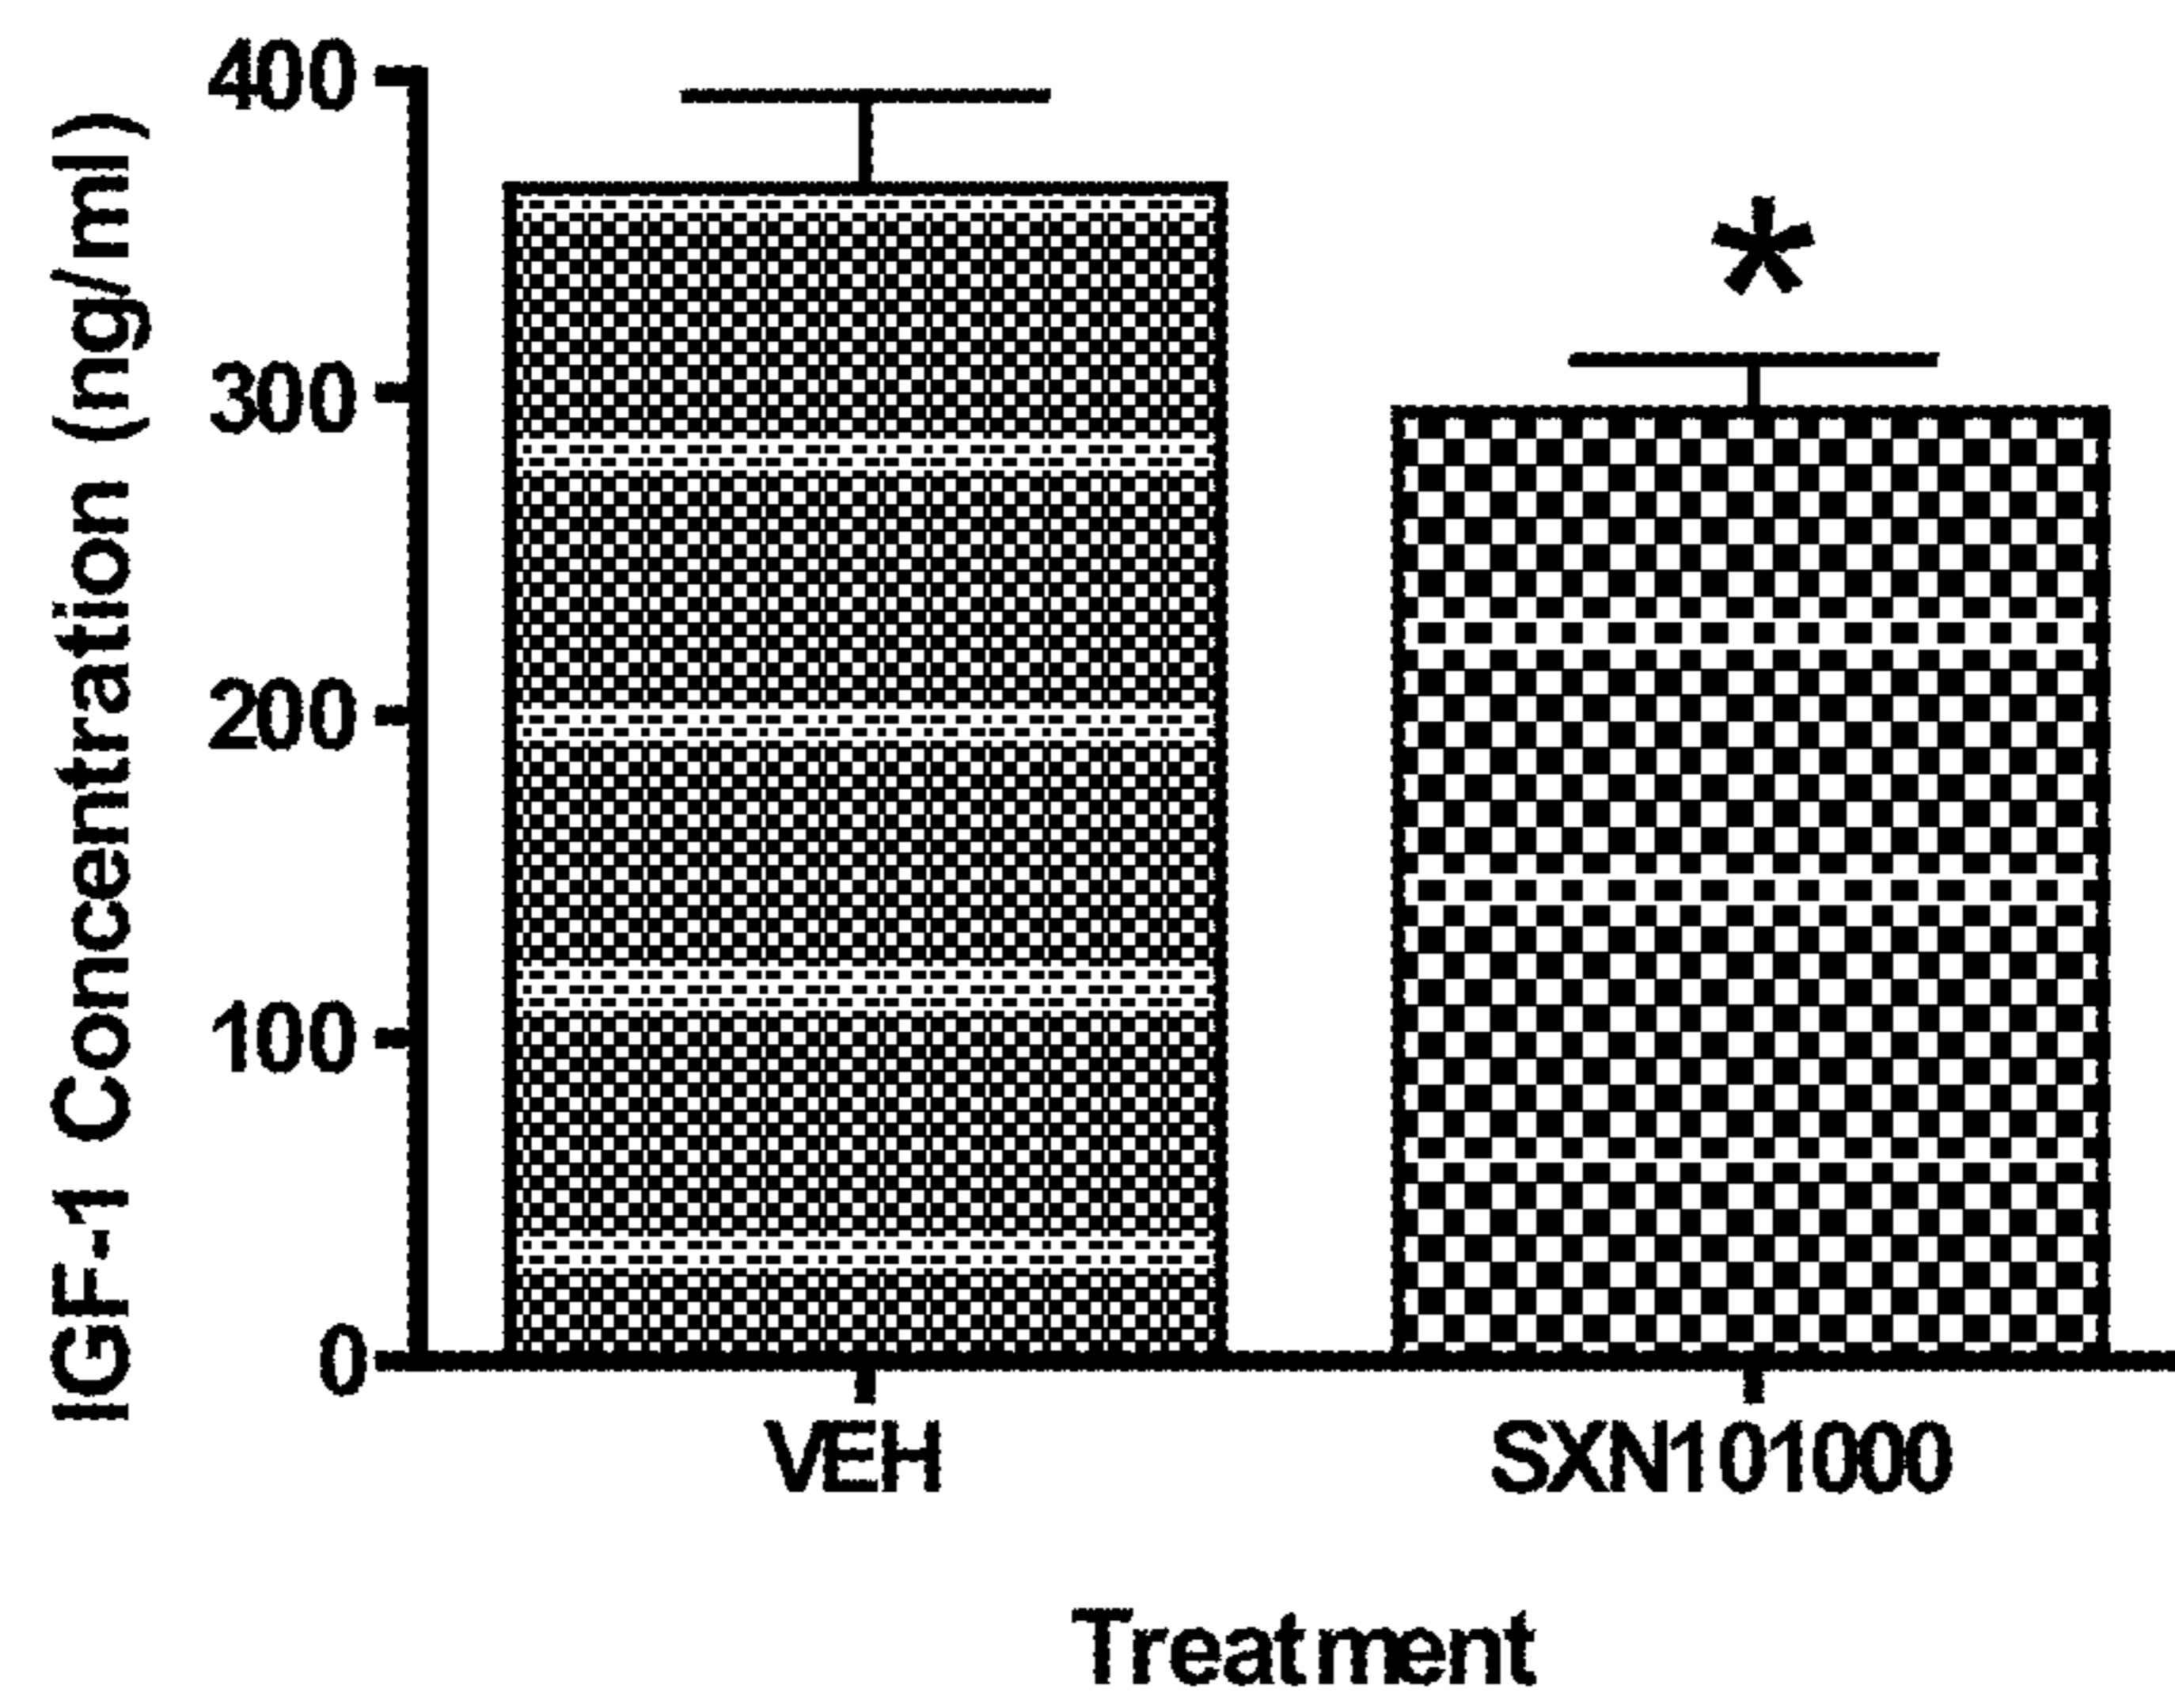 IGF-1 Concentration (ng/ml)
400
300
200
100
0
*
VEH
SXN101000
Treatment